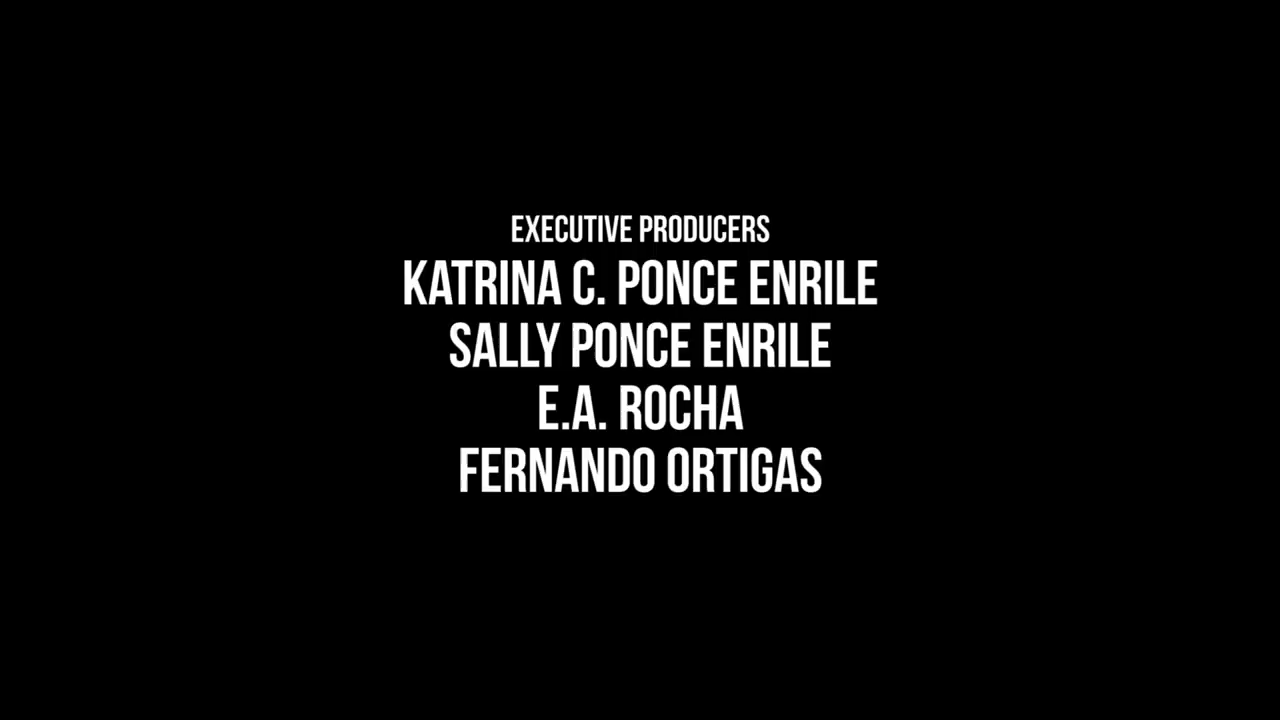 EXECUTIVE PRODUCERS
KATRINA C. PONCE ENRILE
SALLY PONCE ENRILE
E.A. ROCHA
FERNANDO ORTIGAS